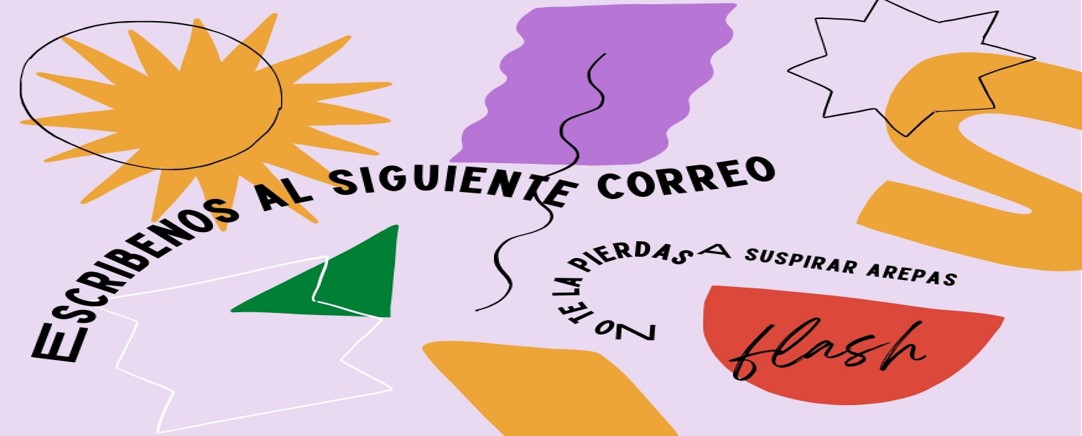 ESCRIBENOS AL SIGUIENTE CORREO
NO TE LA PIERDAS
A SUSPIRAR AREPAS
flash